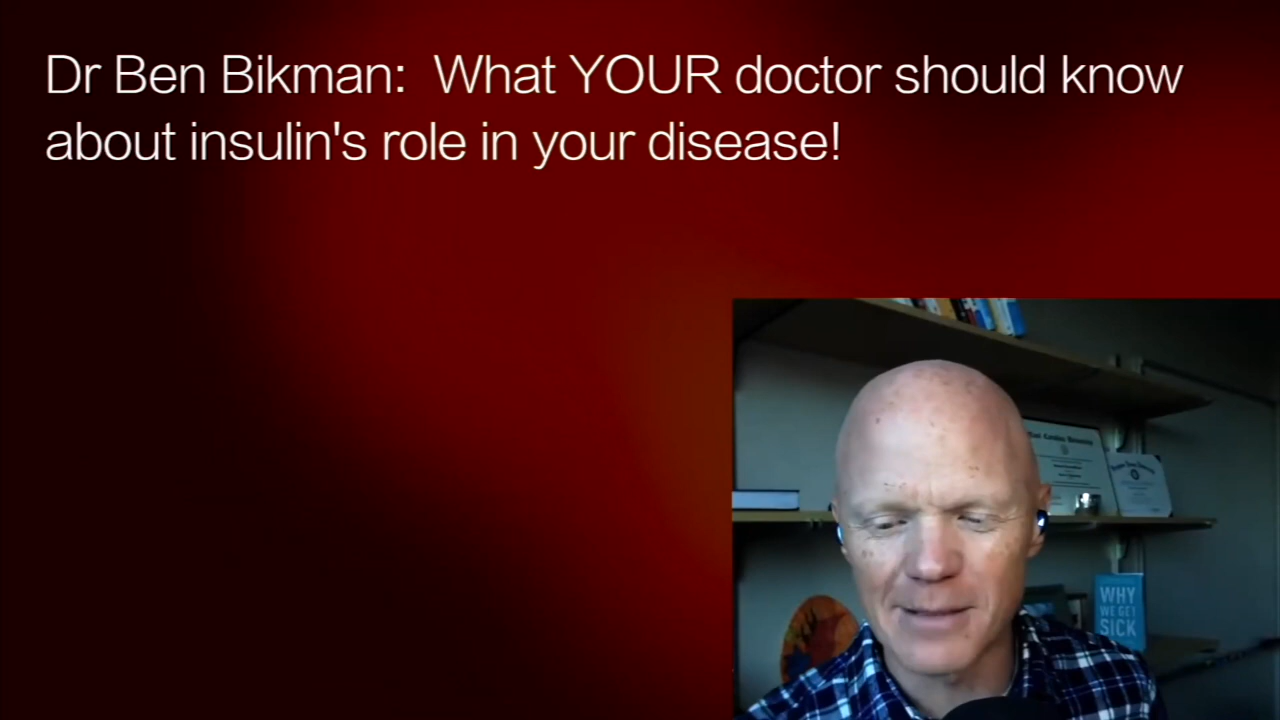 Dr Ben Bikman:  What YOUR doctor should know
about insulin's role in your disease!
WHY
WE GET
SICK